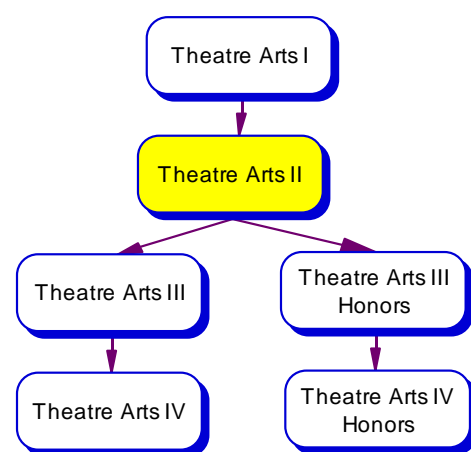 Theatre Arts I
Theatre Arts II
Theatre Arts III
Theatre Arts III
Honors
Theatre Arts IV
Theatre Arts IV
Honors